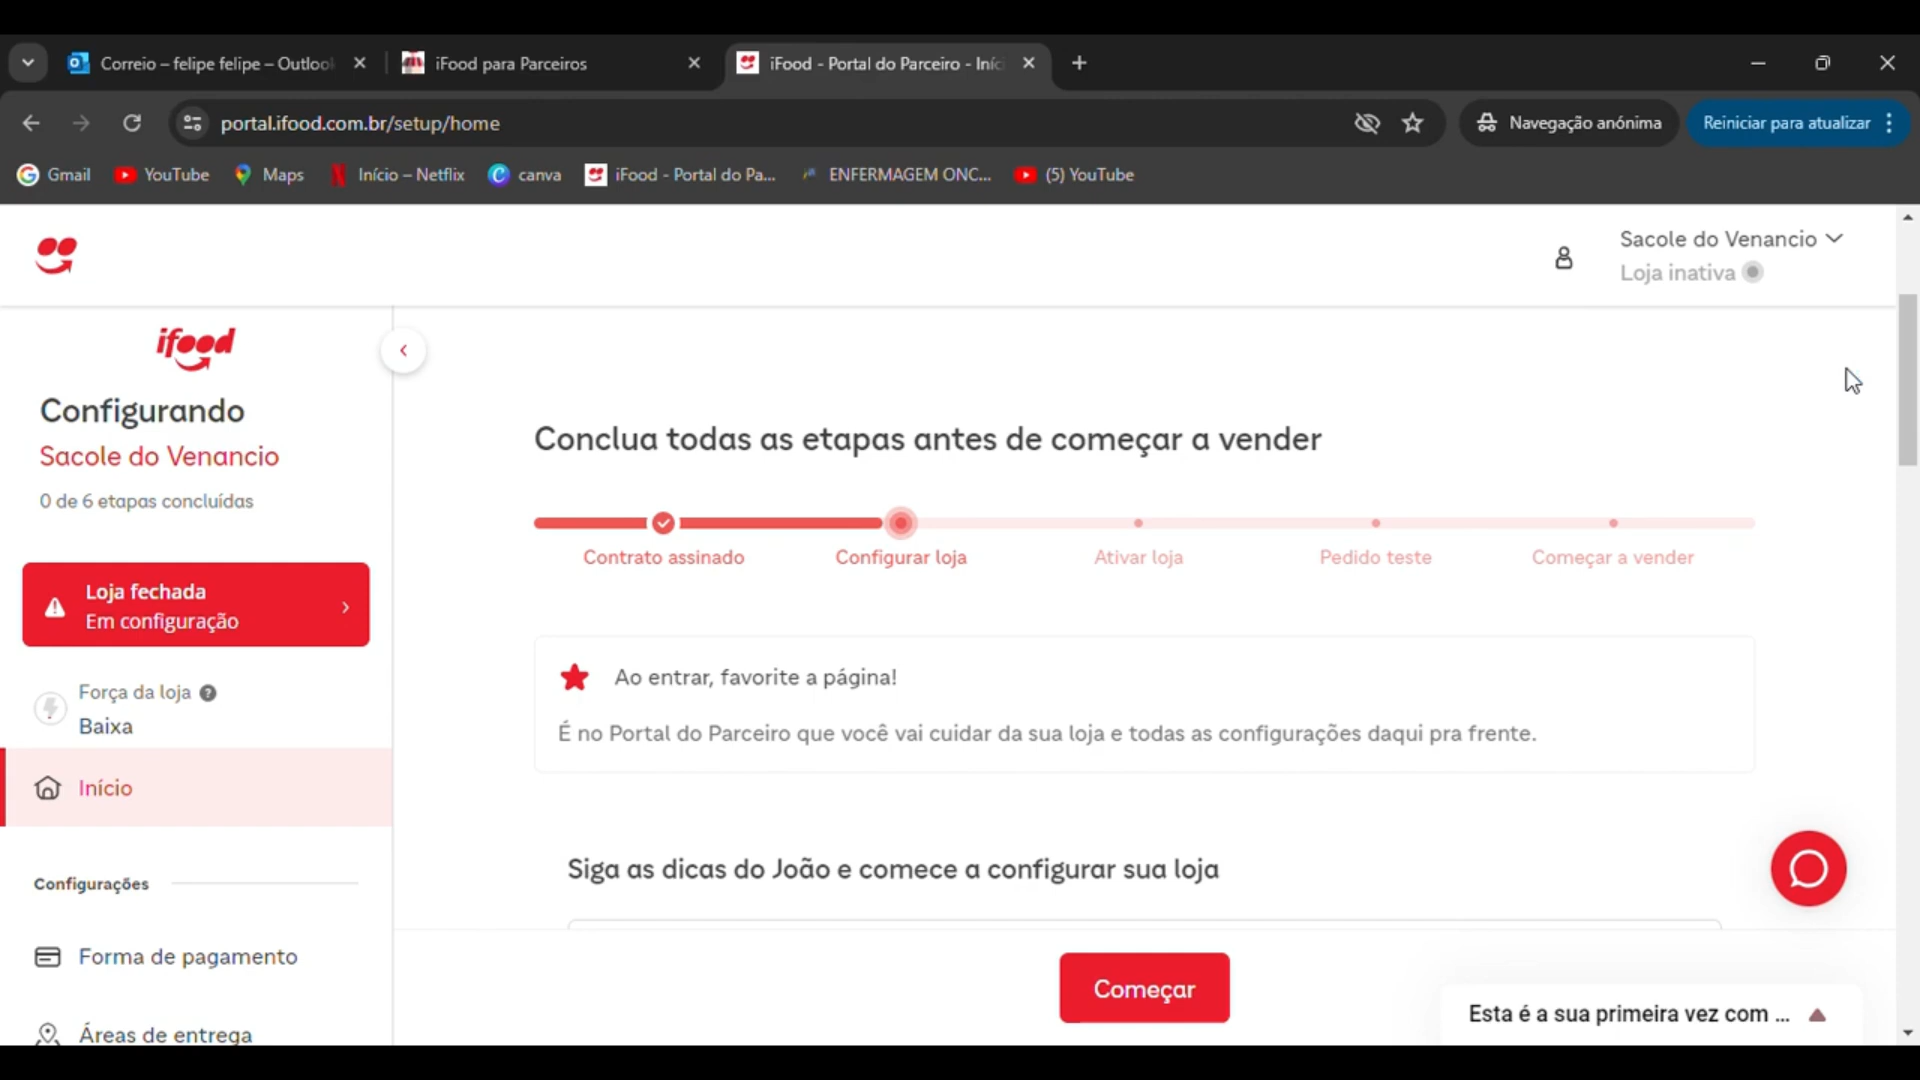 Correio – felipe felipe – Outlook
iFood para Parceiros
iFood - Portal do Parceiro - Iníc
portal.ifood.com.br/setup/home
Navegação anónima
Reiniciar para atualizar
Gmail
YouTube
Maps
Início – Netflix
canva
iFood - Portal do Pa...
ENFERMAGEM ONC...
(5) YouTube
Sacole do Venancio
Loja inativa
ifood
Configurando
Sacole do Venancio
0 de 6 etapas concluídas
Loja fechada
Em configuração
Força da loja ?
Baixa
Início
Configurações
Forma de pagamento
Áreas de entrega
Conclua todas as etapas antes de começar a vender
Contrato assinado
Configurar loja
Ativar loja
Pedido teste
Começar a vender
Ao entrar, favorite a página!
É no Portal do Parceiro que você vai cuidar da sua loja e todas as configurações daqui pra frente.
Siga as dicas do João e comece a configurar sua loja
Começar
Esta é a sua primeira vez com ...